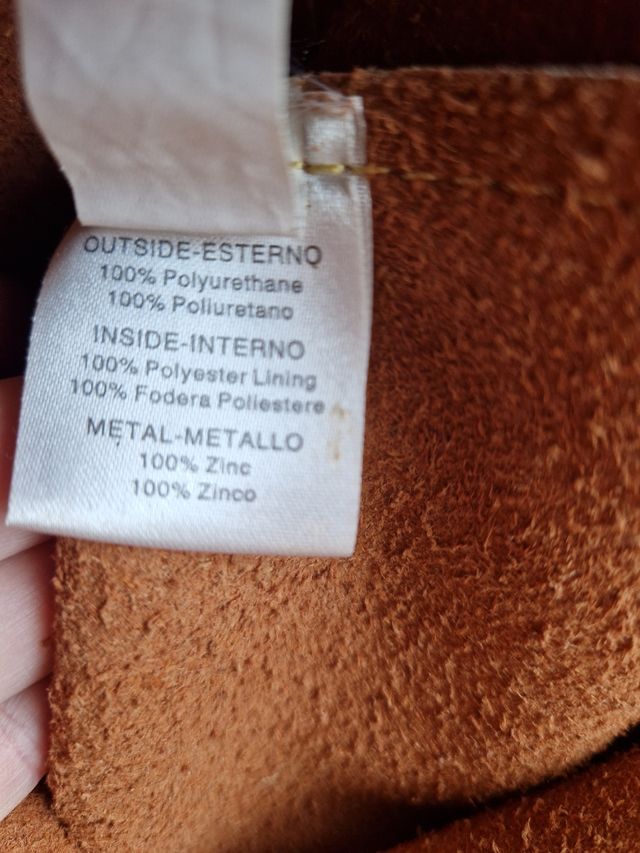 OUTSIDE-ESTERNO
100% Polyurethane
100% Poliuretano
INSIDE-INTERNO
100% Polyester Lining
100% Fodera Poliestere
METAL-METALLO
100% Zinc
100% Zinco